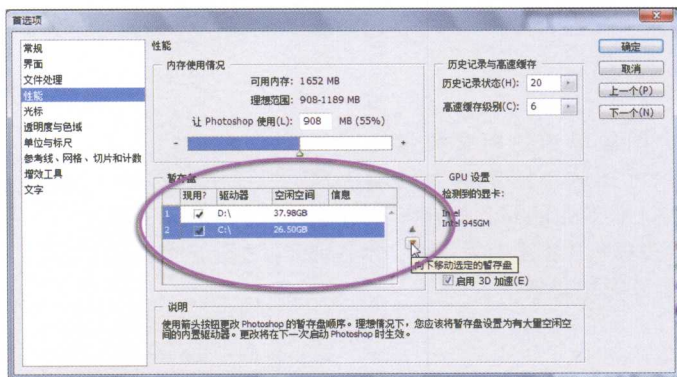 首选项
常规
界面
文件处理
性能
光标
透明度与色域
单位与标尺
参考线、网格、切片和计数
增效工具
文字
性能
内存使用情况
可用内存: 1652 MB
理想范围: 908-1189 MB
让 Photoshop 使用(L): 908 MB (55%)
- +
历史记录与高速缓存
历史记录状态(H): 20
高速缓存级别(C): 6
暂存盘
现用? 驱动器 空闲空间 信息
1 D:\ 37.98GB
2 C:\ 26.50GB
GPU 设置
检测到的显卡:
Intel
Intel 945GM
向下移动选定的暂存盘
启用 3D 加速(E)
说明
使用箭头按钮更改 Photoshop 的暂存盘顺序。理想情况下，您应该将暂存盘设置为有大量空闲空
间的内置驱动器。更改将在下一次启动 Photoshop 时生效。
确定
取消
上一个(P)
下一个(N)